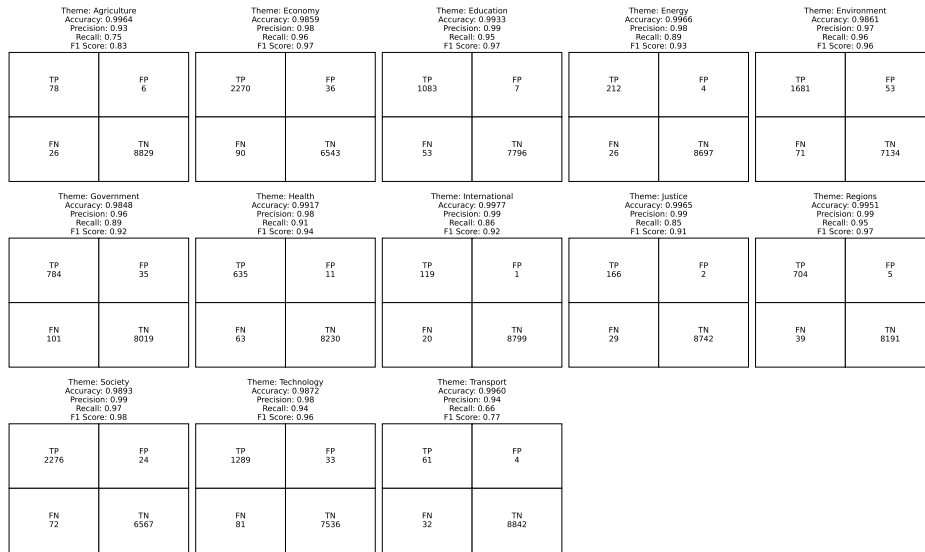 Theme: Agriculture
Accuracy: 0.9964
Precision: 0.93
Recall: 0.75
F1 Score: 0.83
TP
78
FP
6
FN
26
TN
8829
Theme: Economy
Accuracy: 0.9859
Precision: 0.98
Recall: 0.96
F1 Score: 0.97
TP
2270
FP
36
FN
90
TN
6543
Theme: Education
Accuracy: 0.9933
Precision: 0.99
Recall: 0.95
F1 Score: 0.97
TP
1083
FP
7
FN
53
TN
7796
Theme: Energy
Accuracy: 0.9966
Precision: 0.98
Recall: 0.89
F1 Score: 0.93
TP
212
FP
4
FN
26
TN
8697
Theme: Environment
Accuracy: 0.9861
Precision: 0.97
Recall: 0.96
F1 Score: 0.96
TP
1681
FP
53
FN
71
TN
7134
Theme: Government
Accuracy: 0.9848
Precision: 0.96
Recall: 0.89
F1 Score: 0.92
TP
784
FP
35
FN
101
TN
8019
Theme: Health
Accuracy: 0.9917
Precision: 0.98
Recall: 0.91
F1 Score: 0.94
TP
635
FP
11
FN
63
TN
8230
Theme: International
Accuracy: 0.9977
Precision: 0.99
Recall: 0.86
F1 Score: 0.92
TP
119
FP
1
FN
20
TN
8799
Theme: Justice
Accuracy: 0.9965
Precision: 0.99
Recall: 0.85
F1 Score: 0.91
TP
166
FP
2
FN
29
TN
8742
Theme: Regions
Accuracy: 0.9951
Precision: 0.99
Recall: 0.95
F1 Score: 0.97
TP
704
FP
5
FN
39
TN
8191
Theme: Society
Accuracy: 0.9893
Precision: 0.99
Recall: 0.97
F1 Score: 0.98
TP
2276
FP
24
FN
72
TN
6567
Theme: Technology
Accuracy: 0.9872
Precision: 0.98
Recall: 0.94
F1 Score: 0.96
TP
1289
FP
33
FN
81
TN
7536
Theme: Transport
Accuracy: 0.9960
Precision: 0.94
Recall: 0.66
F1 Score: 0.77
TP
61
FP
4
FN
32
TN
8842